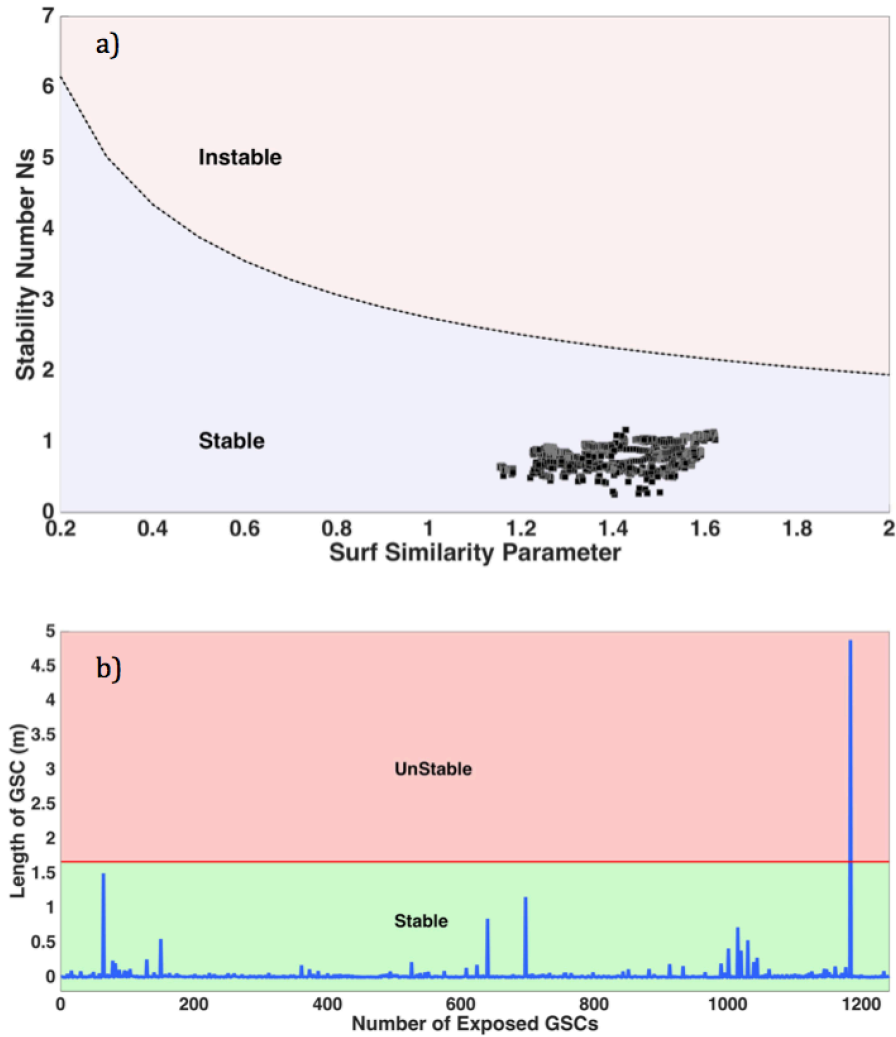 a)
7
6
5
4
3
2
1
0
Stability Number Ns
Instable
Stable
0.2 0.4 0.6 0.8 1 1.2 1.4 1.6 1.8 2
Surf Similarity Parameter
b)
5
4.5
4
3.5
3
2.5
2
1.5
1
0.5
0
Length of GSC (m)
UnStable
Stable
0 200 400 600 800 1000 1200
Number of Exposed GSCs